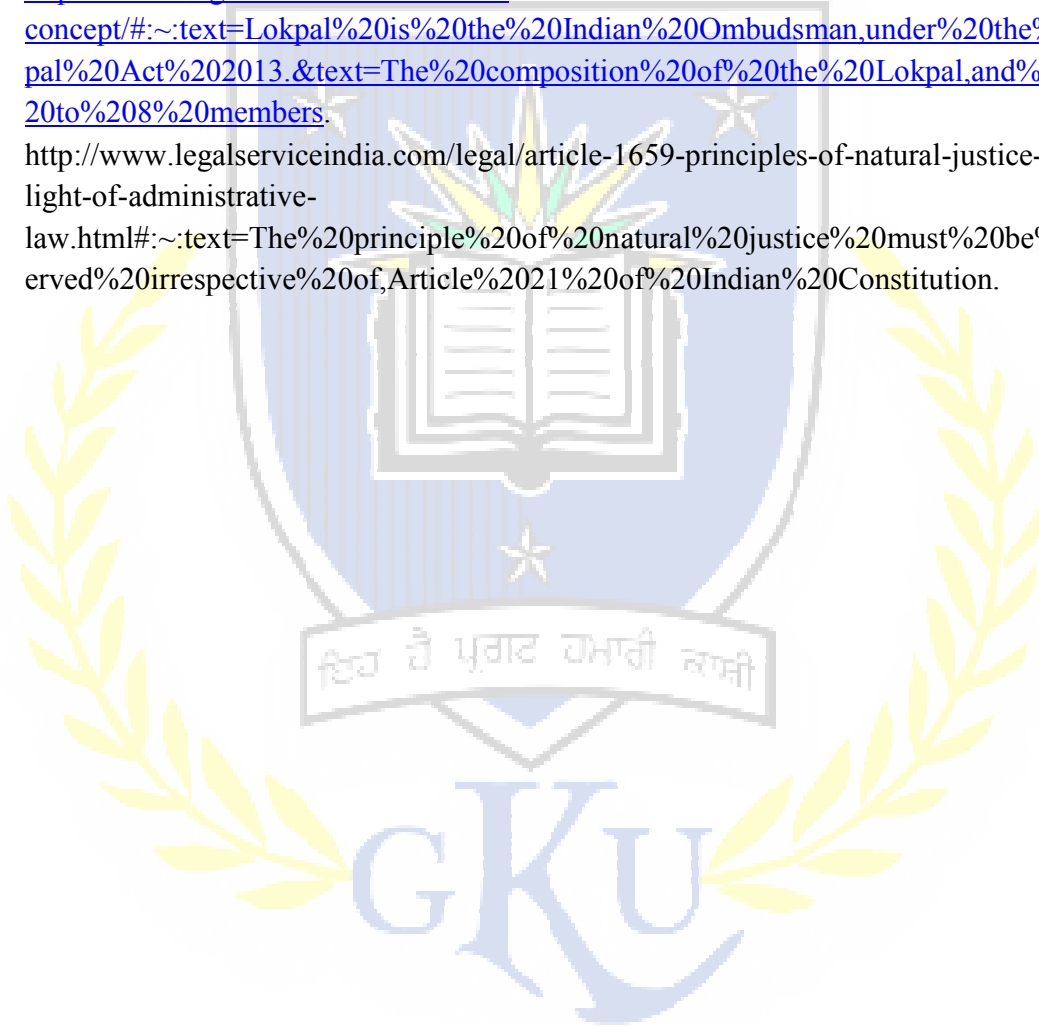 concept/#:~:text=Lokpal%20is%20the%20Indian%20Ombudsman,under%20the%
pal%20Act%202013.&text=The%20composition%20of%20the%20Lokpal,and%
20to%208%20members.
http://www.legalserviceindia.com/legal/article-1659-principles-of-natural-justice-
light-of-administrative-
law.html#:~:text=The%20principle%20of%20natural%20justice%20must%20be%
erved%20irrespective%20of,Article%2021%20of%20Indian%20Constitution.
ਇਹ ਹੈ ਪ੍ਰਗਟ ਹਮਾਰੀ ਕਾਸੀ
GKU